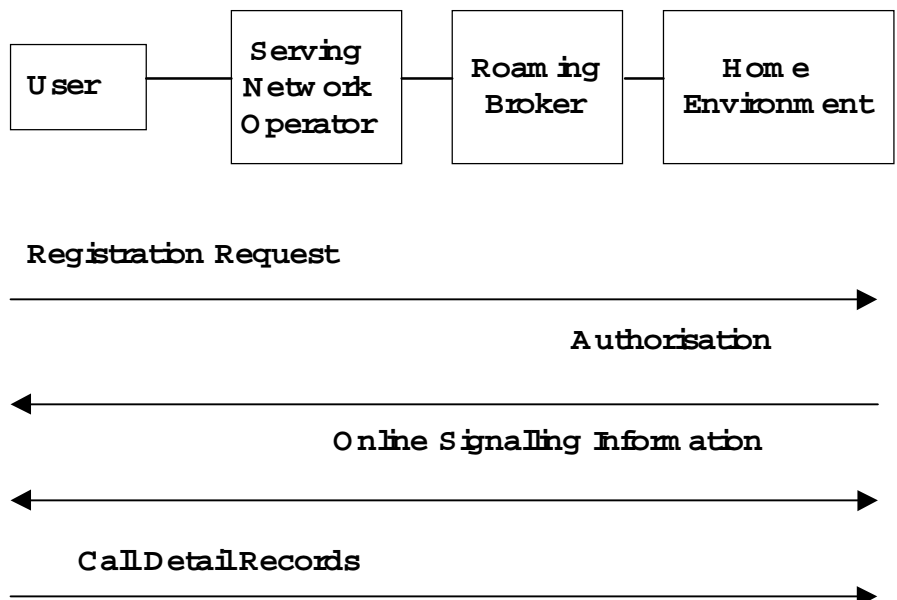 User
Serving
Network
Operator
Roaming
Broker
Home
Environment
Registration Request
Authorisation
Online Signalling Information
Call Detail Records